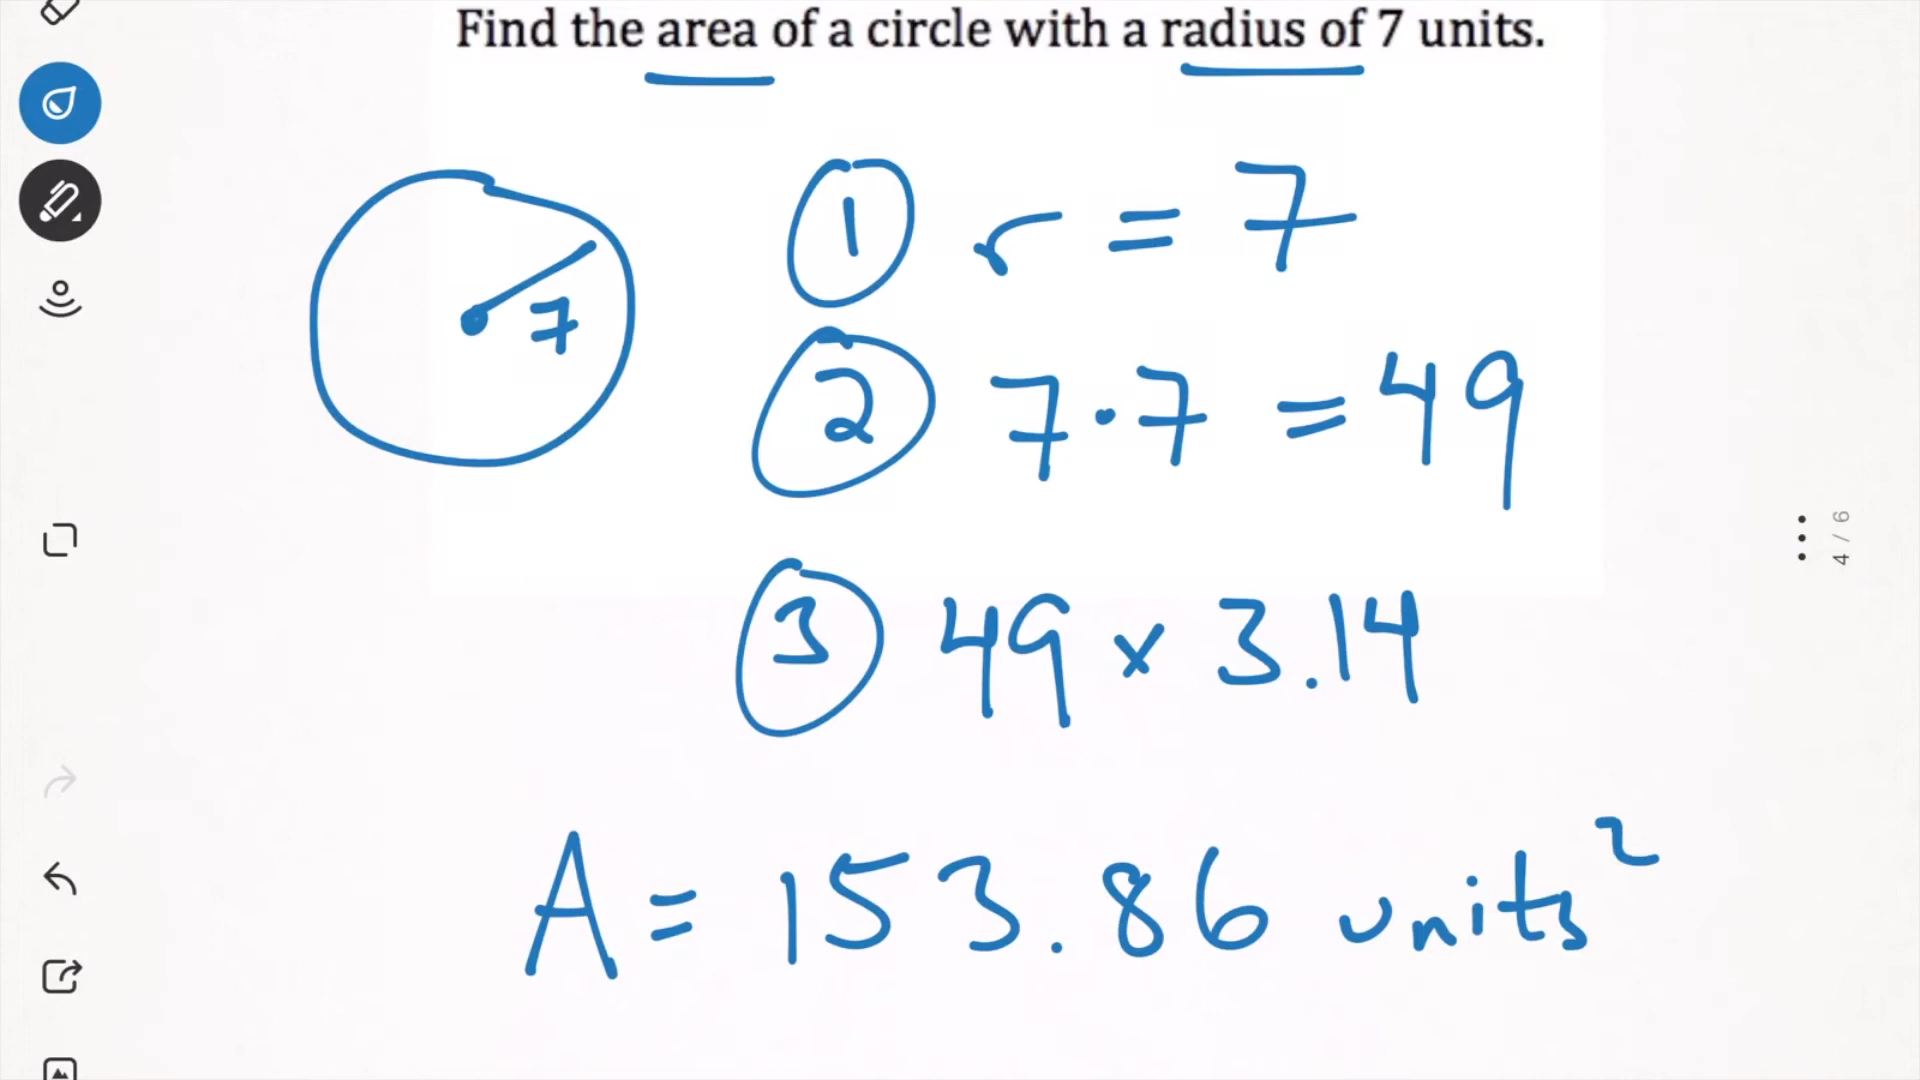 Find the area of a circle with a radius of 7 units.
7
1 r = 7
2 7·7 = 49
3 49 x 3.14
4 / 6
A = 153.86 units²